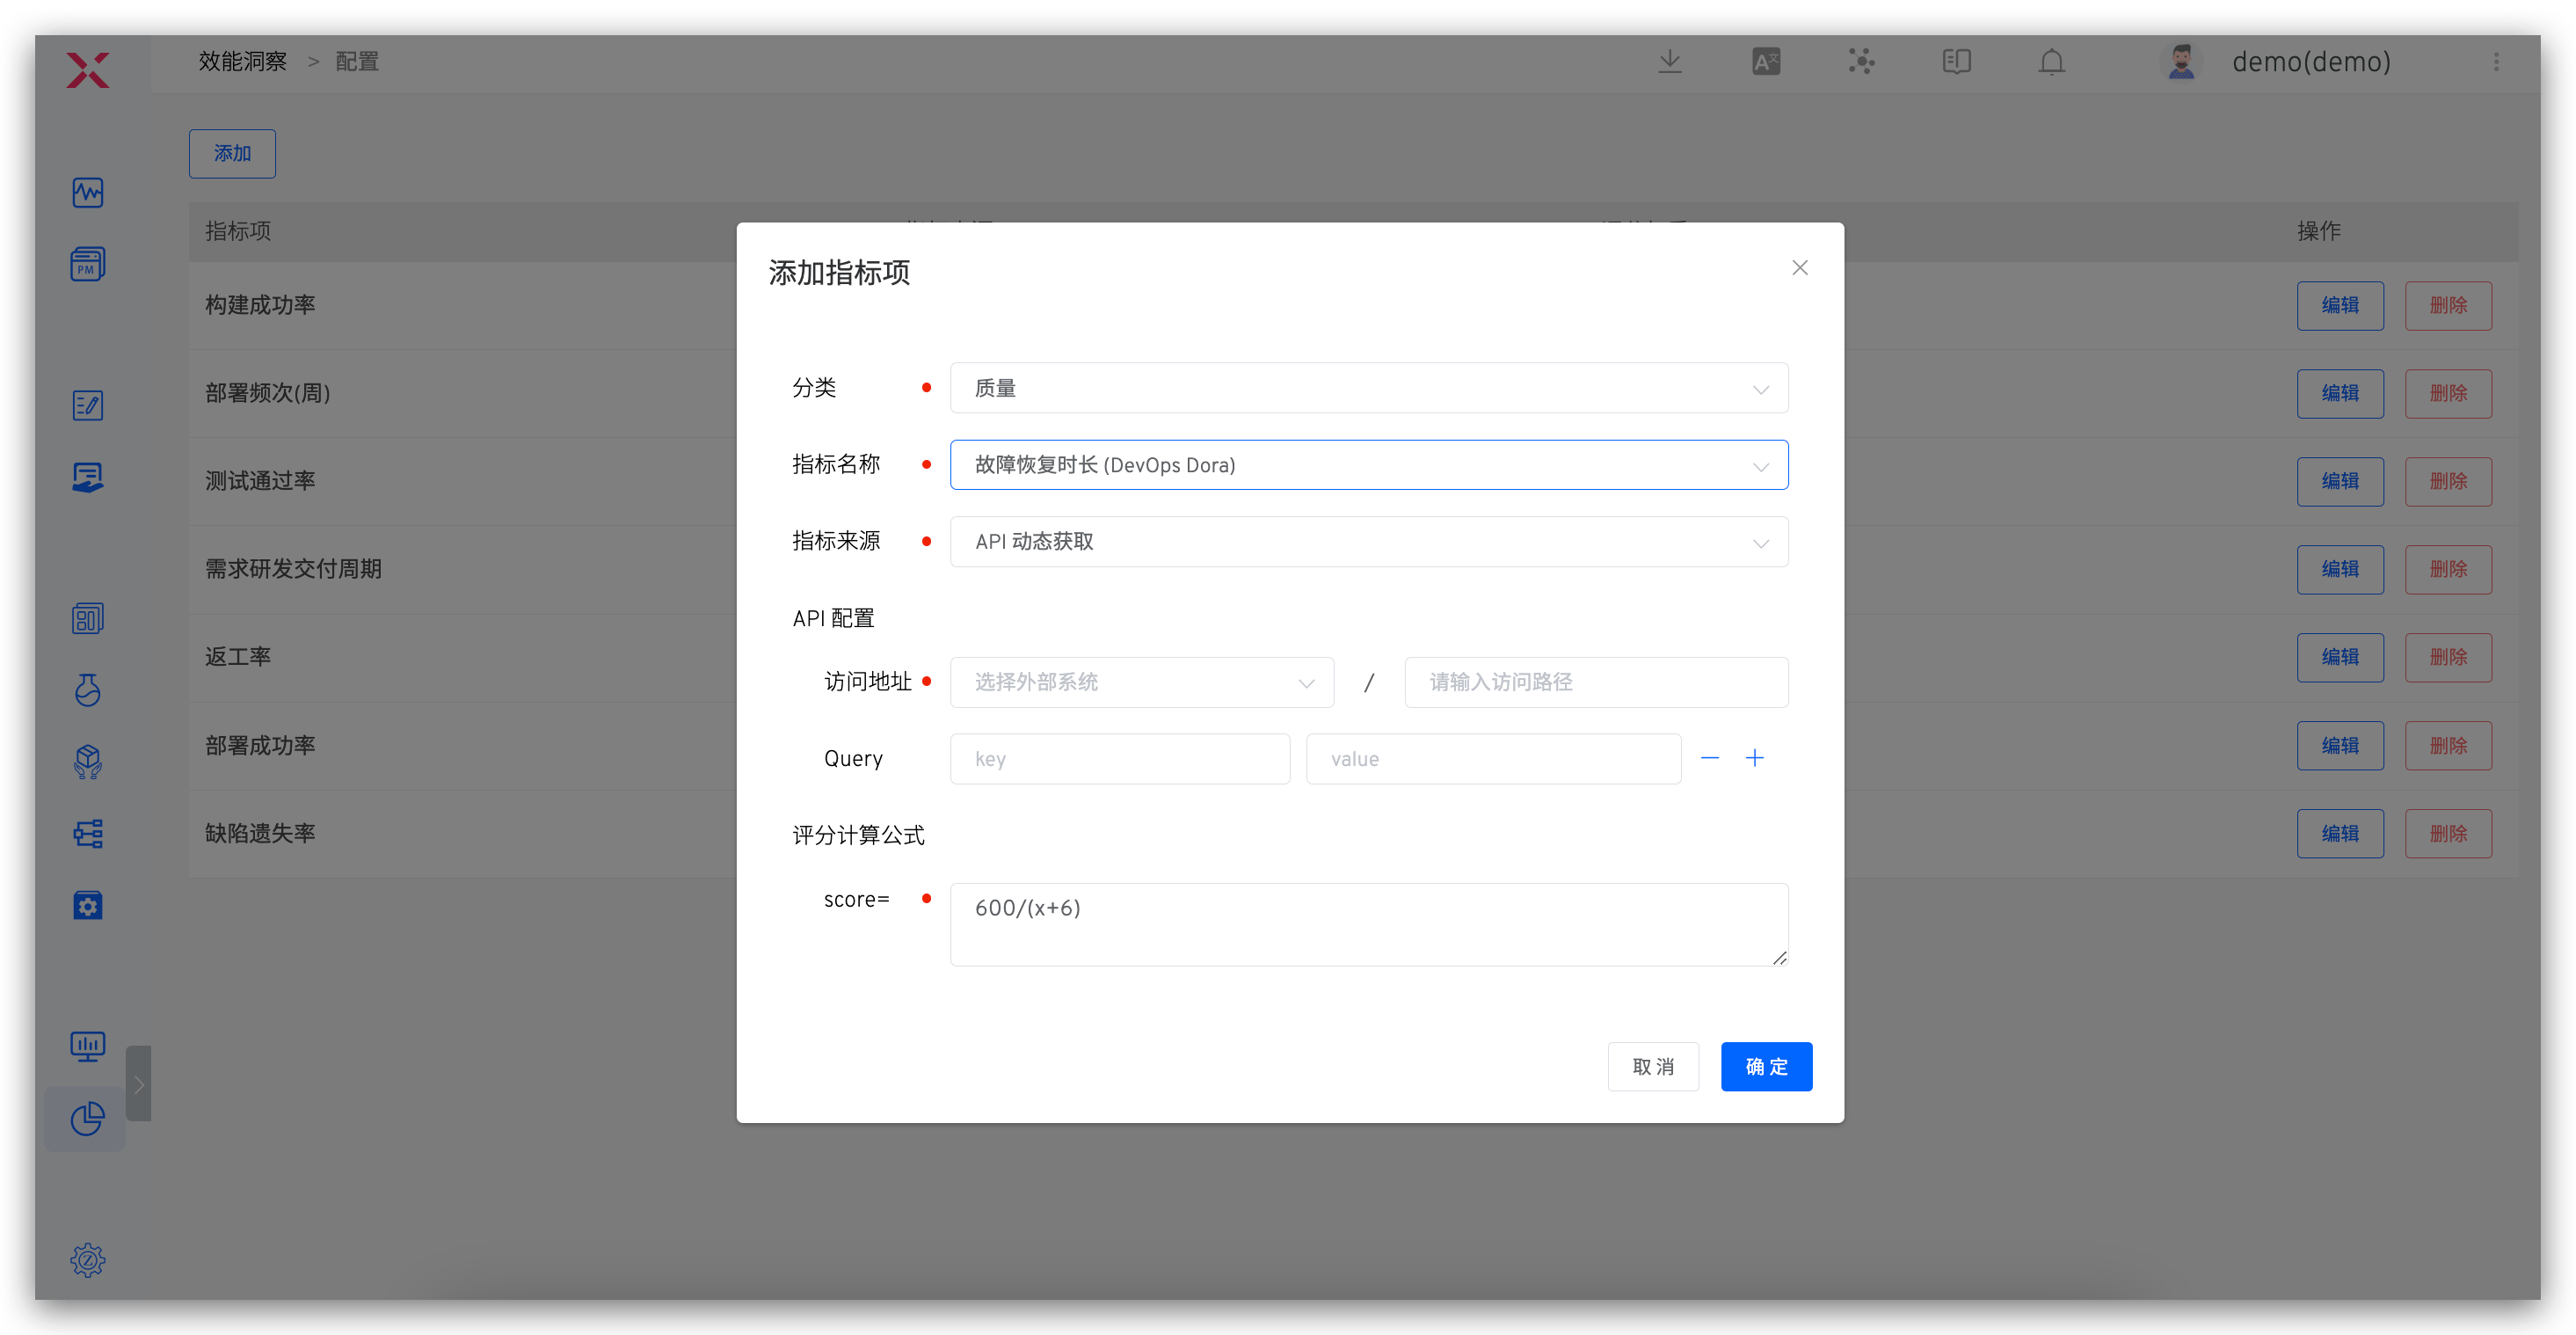 效能洞察 > 配置
demo(demo)
添加
指标项
操作
PM
构建成功率
编辑 删除
部署频次(周)
编辑 删除
测试通过率
编辑 删除
需求研发交付周期
编辑 删除
返工率
编辑 删除
部署成功率
编辑 删除
缺陷遗失率
编辑 删除
添加指标项
分类
质量
指标名称
故障恢复时长 (DevOps Dora)
指标来源
API 动态获取
API 配置
访问地址
选择外部系统
/
请输入访问路径
Query
key
value
评分计算公式
score=
600/(x+6)
取 消
确 定